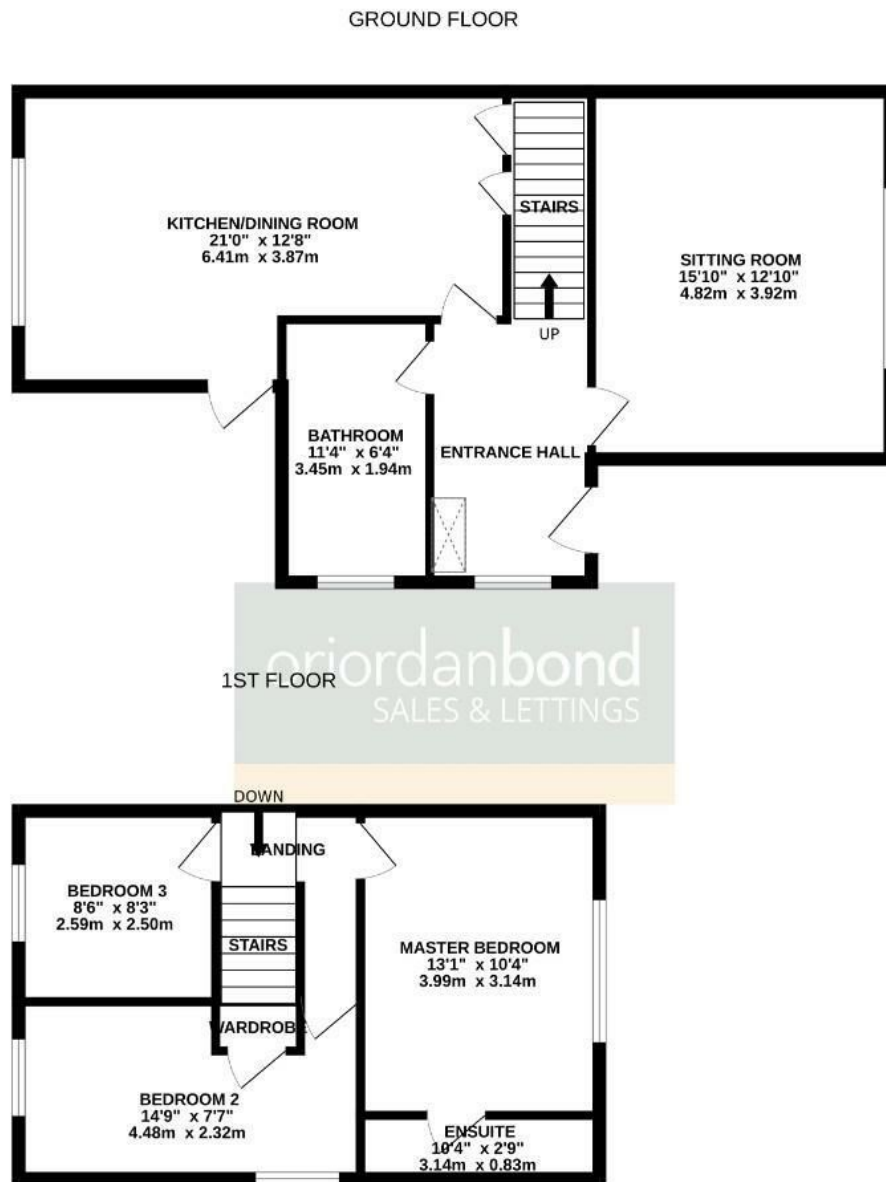 GROUND FLOOR
KITCHEN/DINING ROOM
21'0" x 12'8"
6.41m x 3.87m
STAIRS
UP
SITTING ROOM
15'10" x 12'10"
4.82m x 3.92m
BATHROOM
11'4" x 6'4"
3.45m x 1.94m
ENTRANCE HALL
oriordanbond
SALES & LETTINGS
1ST FLOOR
DOWN
LANDING
BEDROOM 3
8'6" x 8'3"
2.59m x 2.50m
STAIRS
MASTER BEDROOM
13'1" x 10'4"
3.99m x 3.14m
WARDROBE
BEDROOM 2
14'9" x 7'7"
4.48m x 2.32m
ENSUITE
10'4" x 2'9"
3.14m x 0.83m